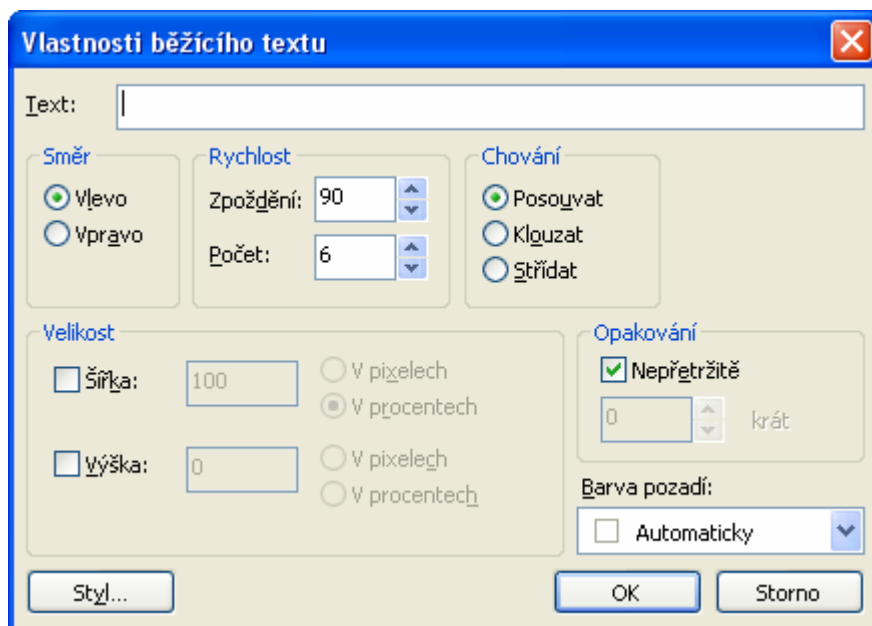 Vlastnosti běžícího textu
Text:
Směr
Vlevo
Vpravo
Rychlost
Zpoždění: 90
Počet: 6
Chování
Posouvat
Klouzat
Střídat
Velikost
Šířka: 100
V pixelech
V procentech
Výška: 0
V pixelech
V procentech
Opakování
Nepřetržitě
0 krát
Barva pozadí:
Automaticky
Styl...
OK
Storno